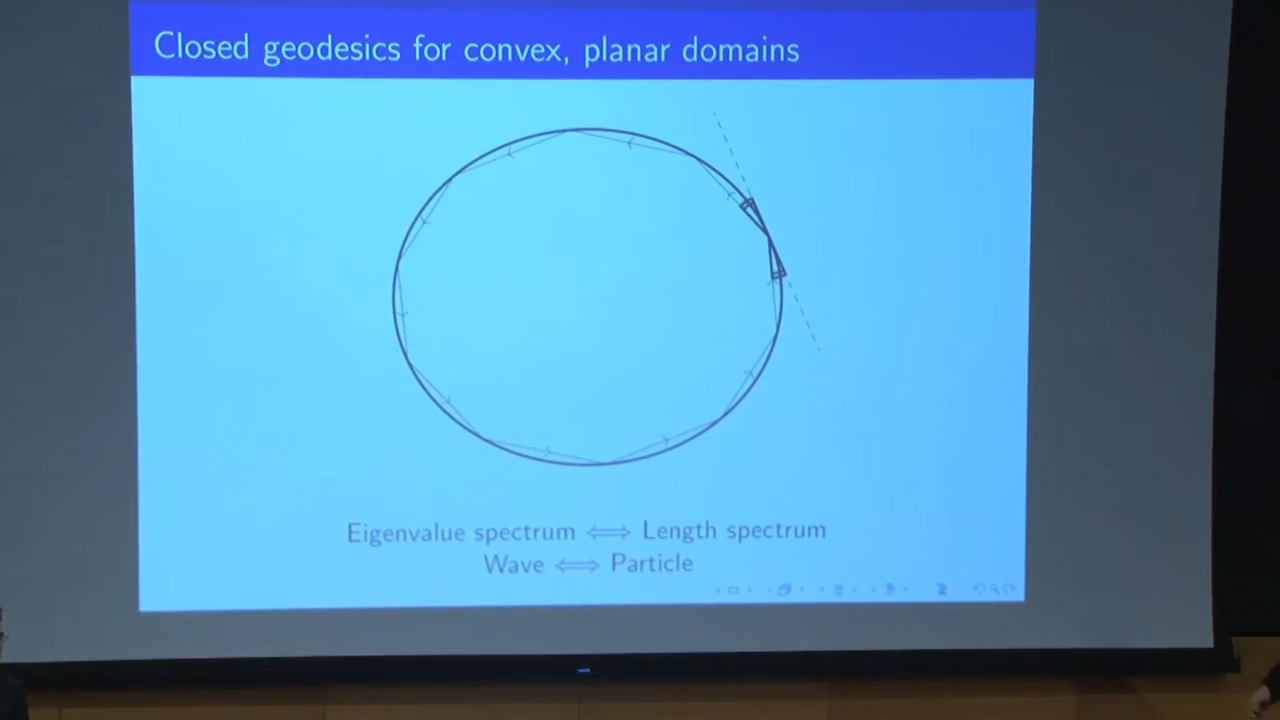 Closed geodesics for convex, planar domains
Eigenvalue spectrum ⟺ Length spectrum
Wave ⟺ Particle